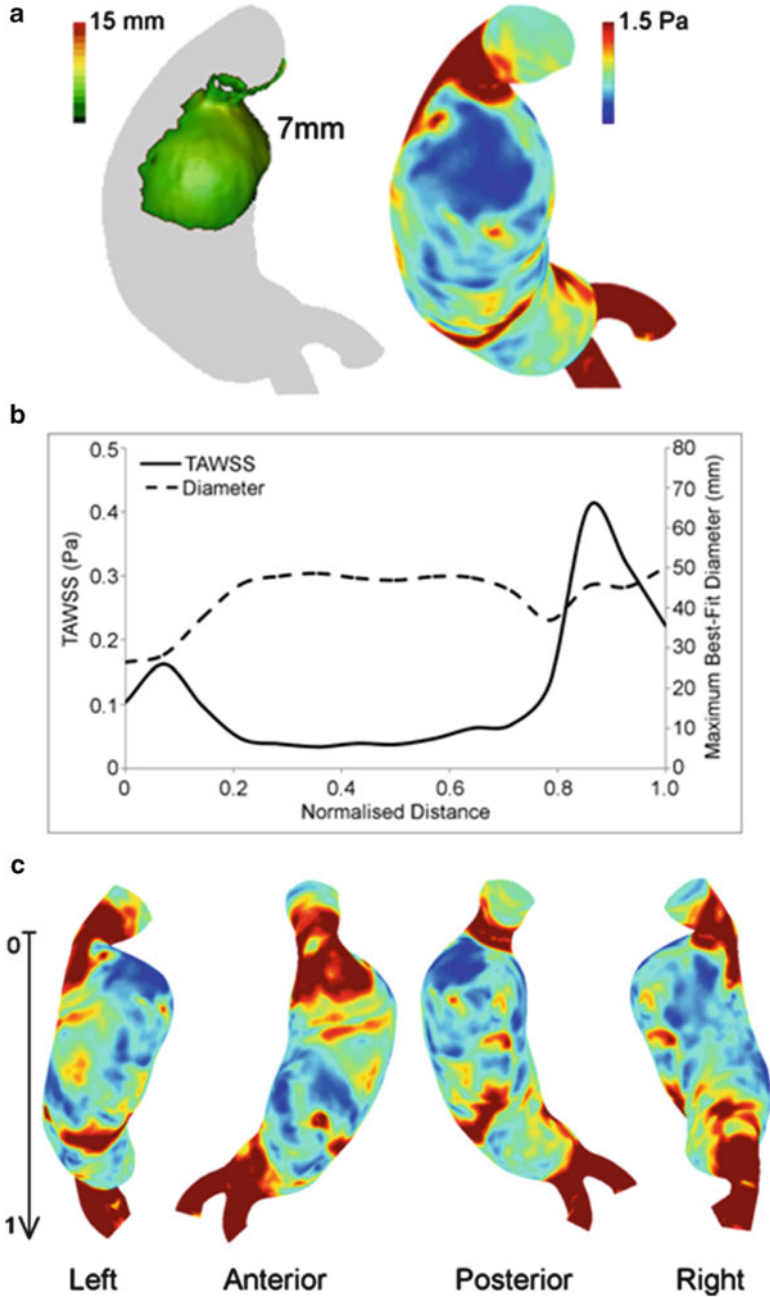 a
15 mm
7mm
1.5 Pa
b
TAWSS
Diameter
TAWSS (Pa)
0.5
0.4
0.3
0.2
0.1
0
Maximum Best-Fit Diameter (mm)
80
70
60
50
40
30
20
10
0
0 0.2 0.4 0.6 0.8 1.0
Normalised Distance
c
0
1
Left Anterior Posterior Right